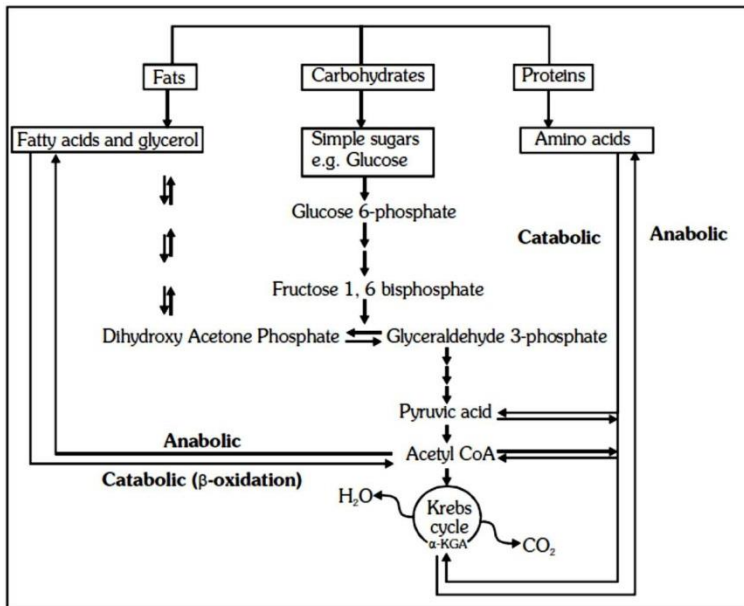 Fats
Carbohydrates
Proteins
Fatty acids and glycerol
Simple sugars
e.g. Glucose
Amino acids
Glucose 6-phosphate
Catabolic
Anabolic
Fructose 1, 6 bisphosphate
Dihydroxy Acetone Phosphate
Glyceraldehyde 3-phosphate
Pyruvic acid
Anabolic
Acetyl CoA
Catabolic (β-oxidation)
H₂O
Krebs
cycle
α-KGA
CO₂